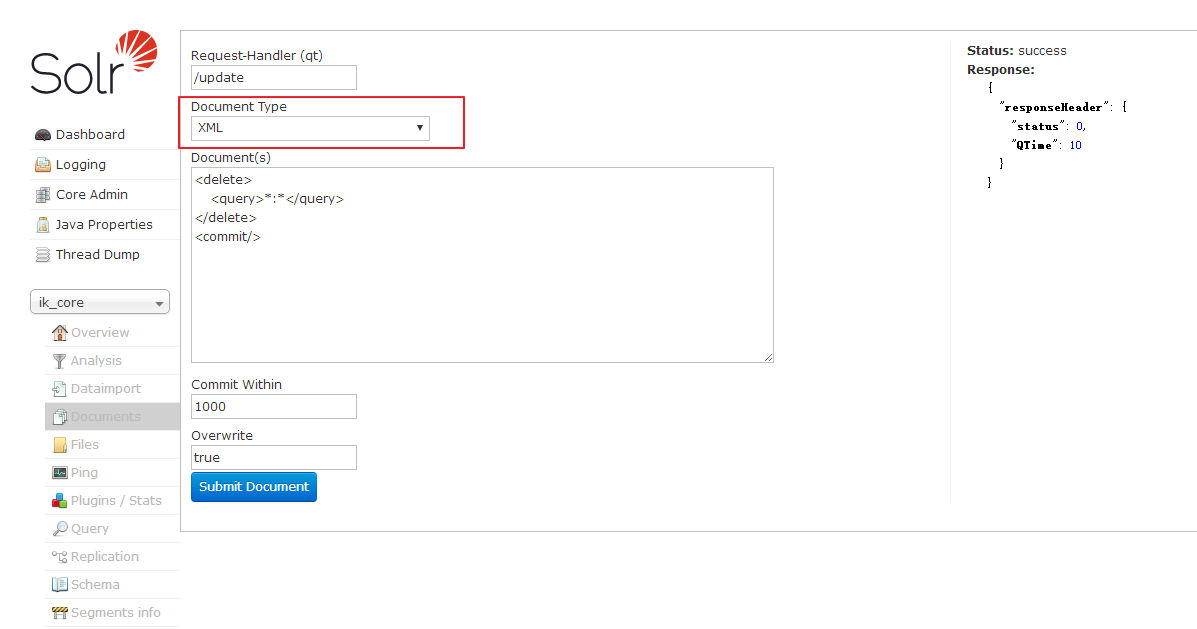 Solr
Dashboard
Logging
Core Admin
Java Properties
Thread Dump
ik_core
Overview
Analysis
Dataimport
Documents
Files
Ping
Plugins / Stats
Query
Replication
Schema
Segments info
Request-Handler (qt)
/update
Document Type
XML
Document(s)
<delete>
<query>*:*</query>
</delete>
<commit/>
Commit Within
1000
Overwrite
true
Submit Document
Status: success
Response:
{
"responseHeader": {
"status": 0,
"QTime": 10
}
}